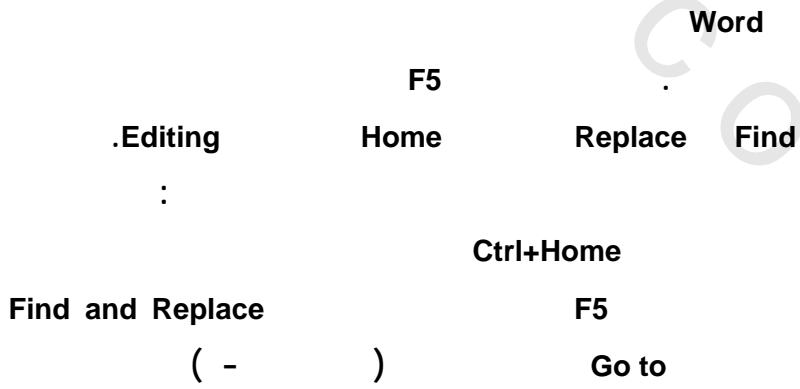 Word
F5 .
Find Replace Home Editing.
:
Ctrl+Home
F5 Find and Replace
Go to ( - )
C O